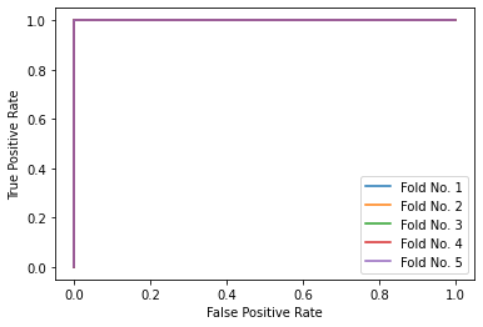 1.0
0.8
0.6
0.4
0.2
0.0
True Positive Rate
Fold No. 1
Fold No. 2
Fold No. 3
Fold No. 4
Fold No. 5
0.0 0.2 0.4 0.6 0.8 1.0
False Positive Rate